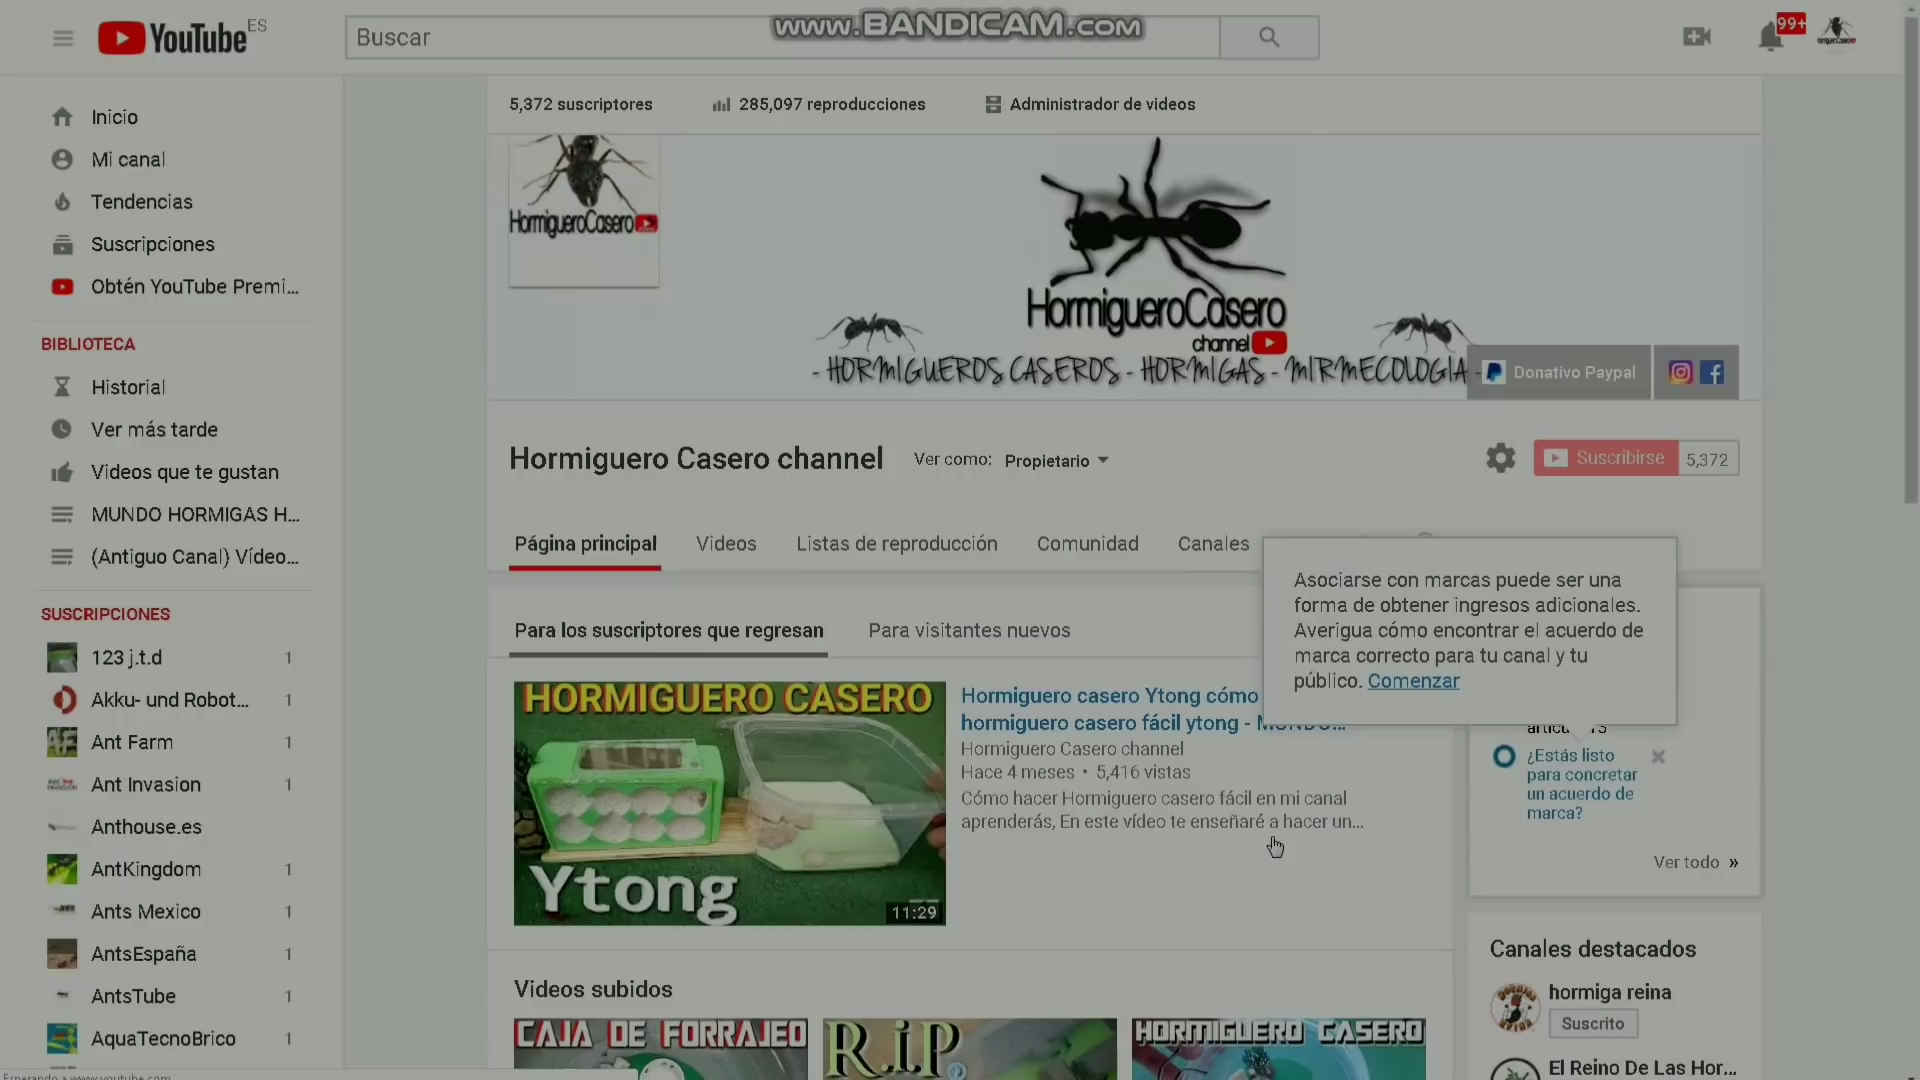 YouTube ES
Buscar
www.BANDICAM.com
99+
5,372 suscriptores
285,097 reproducciones
Administrador de videos
Inicio
Mi canal
Tendencias
Suscripciones
Obtén YouTube Premi...
BIBLIOTECA
Historial
Ver más tarde
Videos que te gustan
MUNDO HORMIGAS H...
(Antiguo Canal) Vídeo...
SUSCRIPCIONES
123 j.t.d 1
Akku- und Robot... 1
Ant Farm 1
Ant Invasion 1
Anthouse.es
AntKingdom 1
Ants Mexico 1
AntsEspaña 1
AntsTube 1
AquaTecnoBrico 1
Esperando a www.youtube.com
HormigueroCasero
HormigueroCasero
channel
- HORMIGUEROS CASEROS - HORMIGAS - MIRMECOLOGIA -
Donativo Paypal
Hormiguero Casero channel
Ver como: Propietario
Suscribirse 5,372
Página principal
Videos
Listas de reproducción
Comunidad
Canales
Asociarse con marcas puede ser una
forma de obtener ingresos adicionales.
Averigua cómo encontrar el acuerdo de
marca correcto para tu canal y tu
público. Comenzar
Para los suscriptores que regresan
Para visitantes nuevos
HORMIGUERO CASERO
Ytong
11:29
Hormiguero casero Ytong cómo
hormiguero casero fácil ytong - MUNDO...
Hormiguero Casero channel
Hace 4 meses • 5,416 vistas
Cómo hacer Hormiguero casero fácil en mi canal
aprenderás, En este vídeo te enseñaré a hacer un...
¿Estás listo
para concretar
un acuerdo de
marca?
Ver todo »
Videos subidos
CAJA DE FORRAJEO
R.i.P
HORMIGUERO CASERO
Canales destacados
hormiga reina
Suscrito
El Reino De Las Hor...